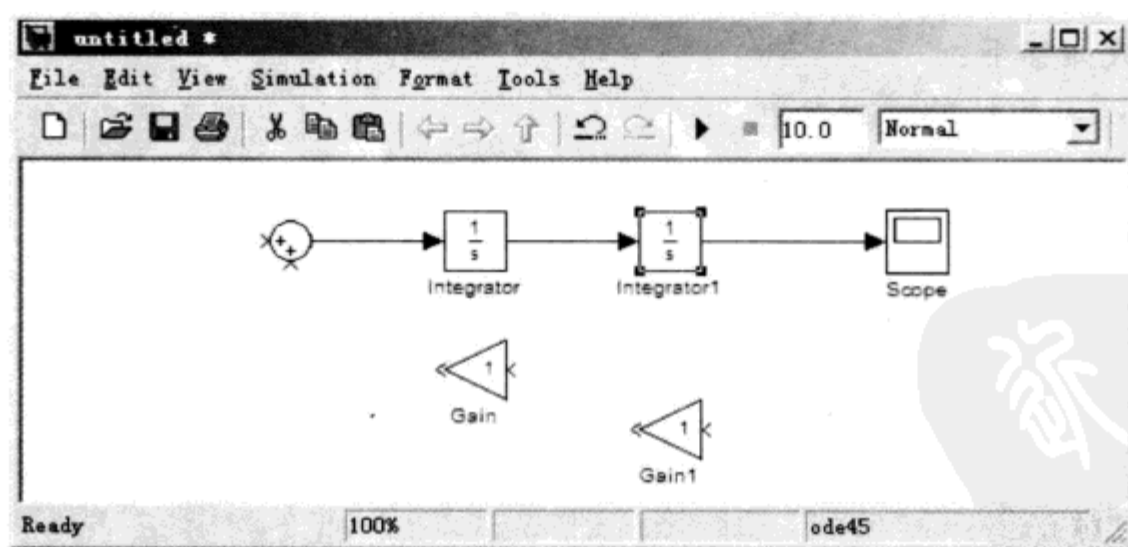 untitled *
File Edit View Simulation Format Tools Help
10.0 Normal
++
1
s
Integrator
1
s
Integrator1
Scope
1
Gain
1
Gain1
Ready 100% ode45